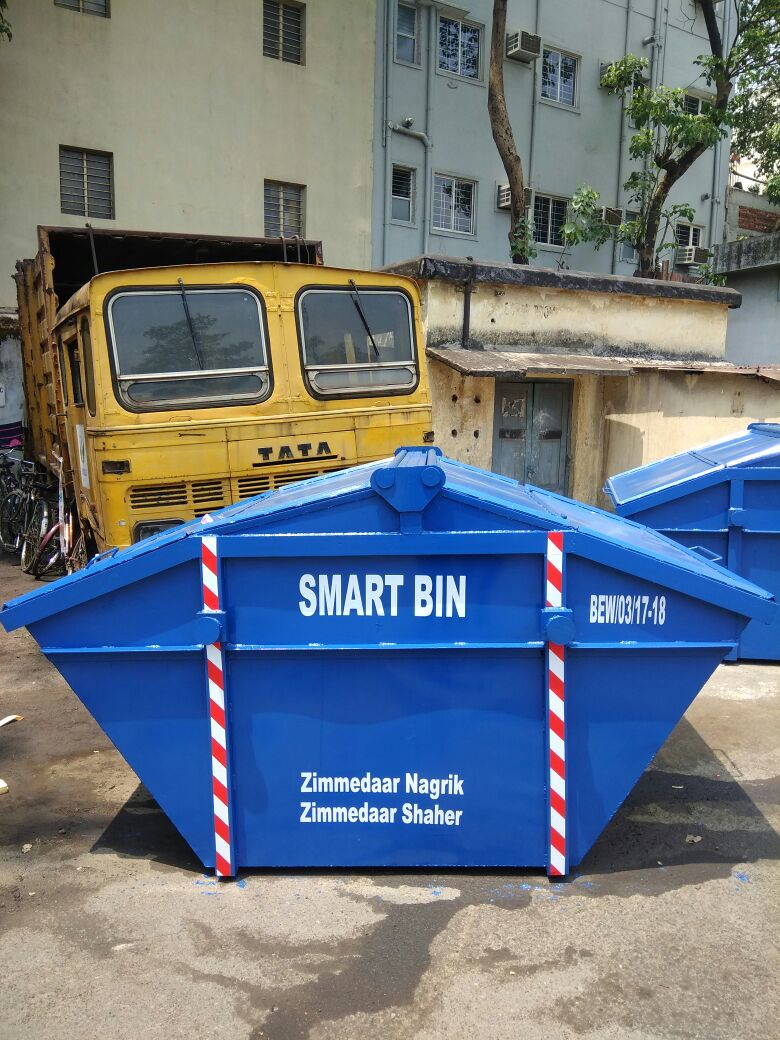 TATA
SMART BIN
BEW/03/17-18
Zimmedaar Nagrik
Zimmedaar Shaher